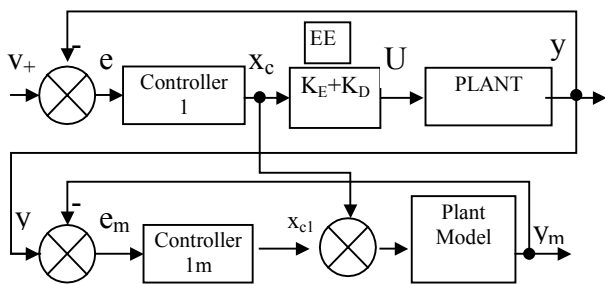 -
v+
e
Controller
1
xc
EE
KE+KD
U
PLANT
y
y
-
em
Controller
1m
xc1
Plant
Model
ym